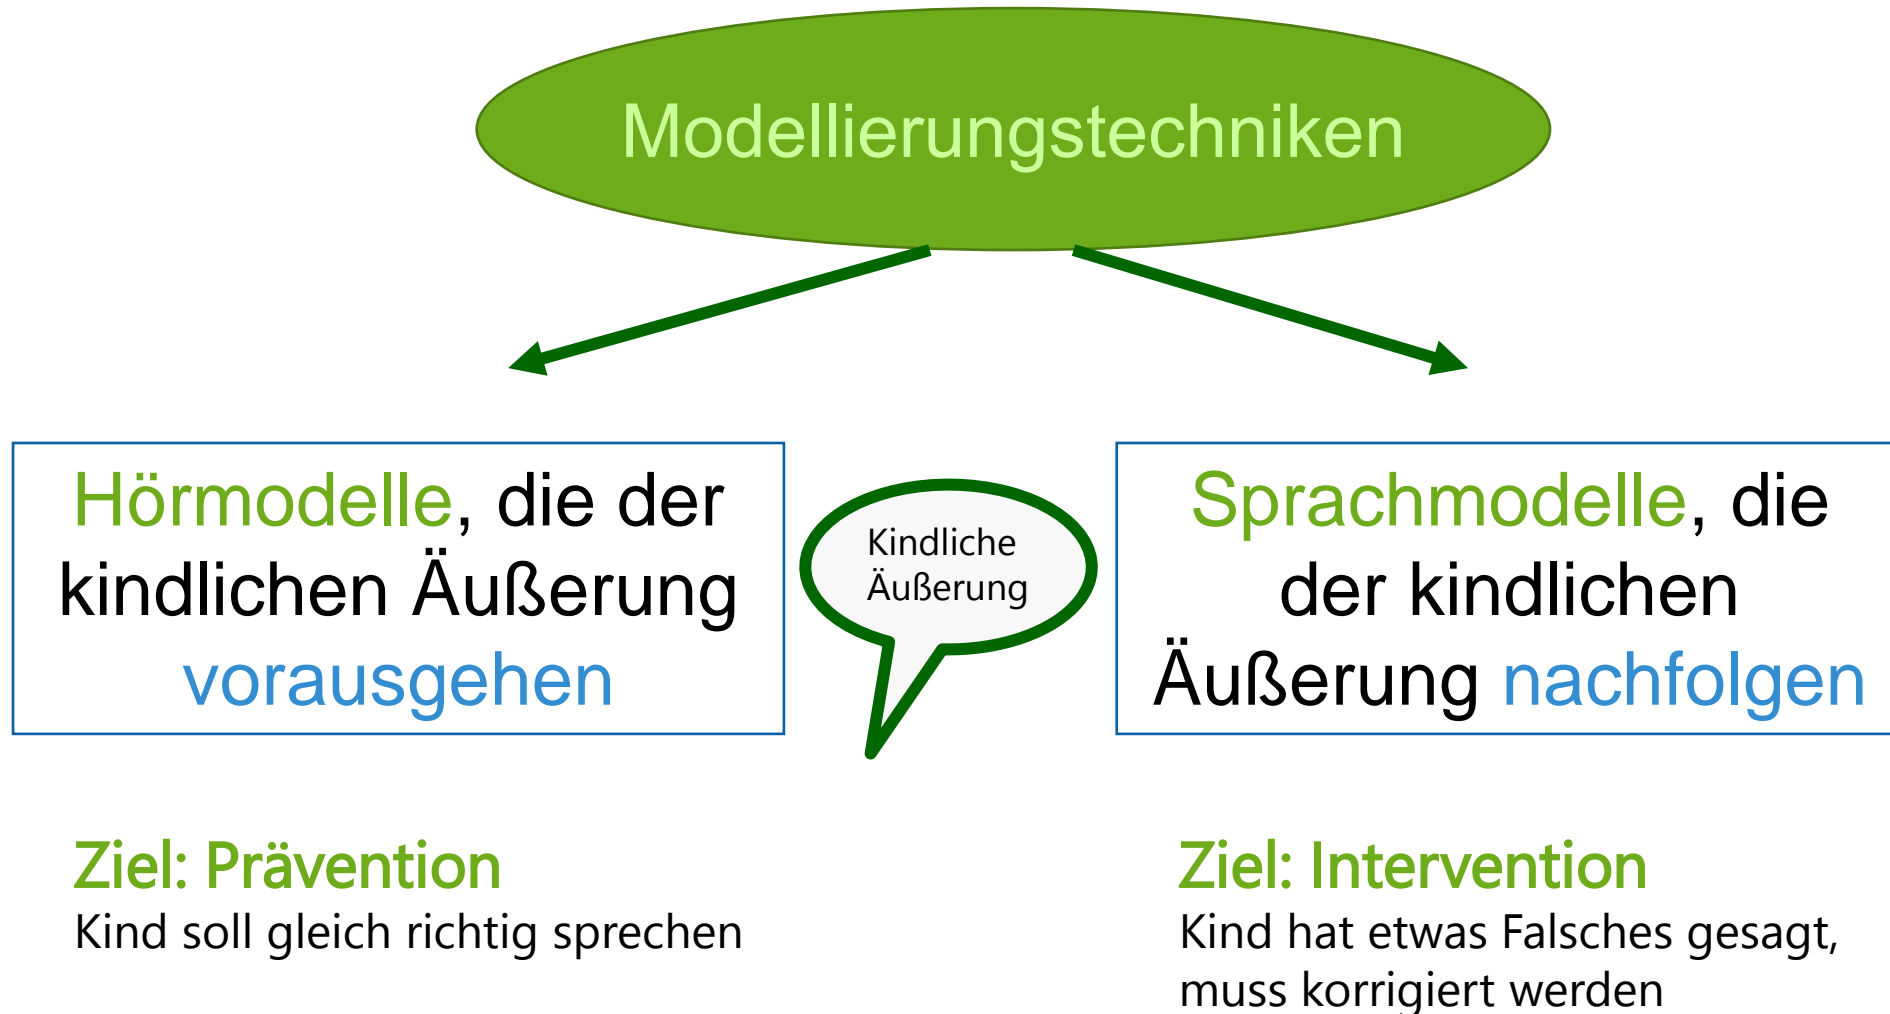 Modellierungstechniken
Hörmodelle, die der
kindlichen Äußerung
vorausgehen
Kindliche
Äußerung
Sprachmodelle, die
der kindlichen
Äußerung nachfolgen
Ziel: Prävention
Kind soll gleich richtig sprechen
Ziel: Intervention
Kind hat etwas Falsches gesagt,
muss korrigiert werden